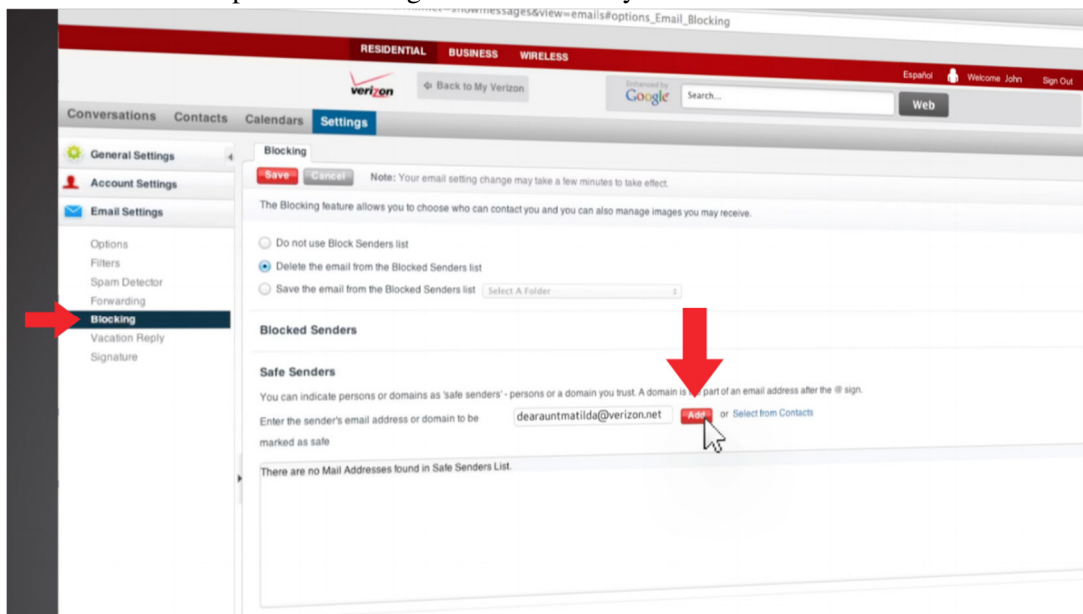 sages&view=emails#options_Email_Blocking
RESIDENTIAL BUSINESS WIRELESS
Español Welcome John Sign Out
verizon Back to My Verizon Enhanced by Google Search... Web
Conversations Contacts Calendars Settings
General Settings
Account Settings
Email Settings
Options
Filters
Spam Detector
Forwarding
Blocking
Vacation Reply
Signature
Blocking
Save Cancel Note: Your email setting change may take a few minutes to take effect.
The Blocking feature allows you to choose who can contact you and you can also manage images you may receive.
Do not use Block Senders list
Delete the email from the Blocked Senders list
Save the email from the Blocked Senders list Select A Folder
Blocked Senders
Safe Senders
You can indicate persons or domains as 'safe senders' - persons or a domain you trust. A domain is part of an email address after the @ sign.
Enter the sender's email address or domain to be dearauntmatilda@verizon.net Add or Select from Contacts
marked as safe
There are no Mail Addresses found in Safe Senders List.